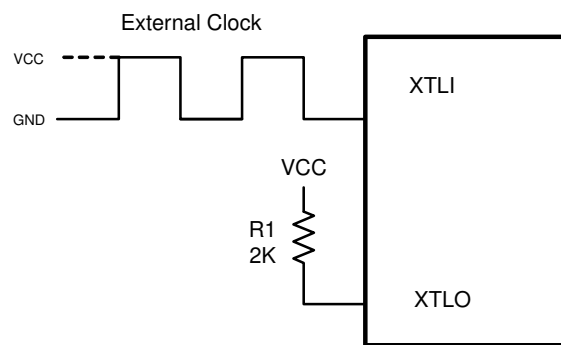 External Clock
VCC
GND
XTLI
VCC
R1
2K
XTLO